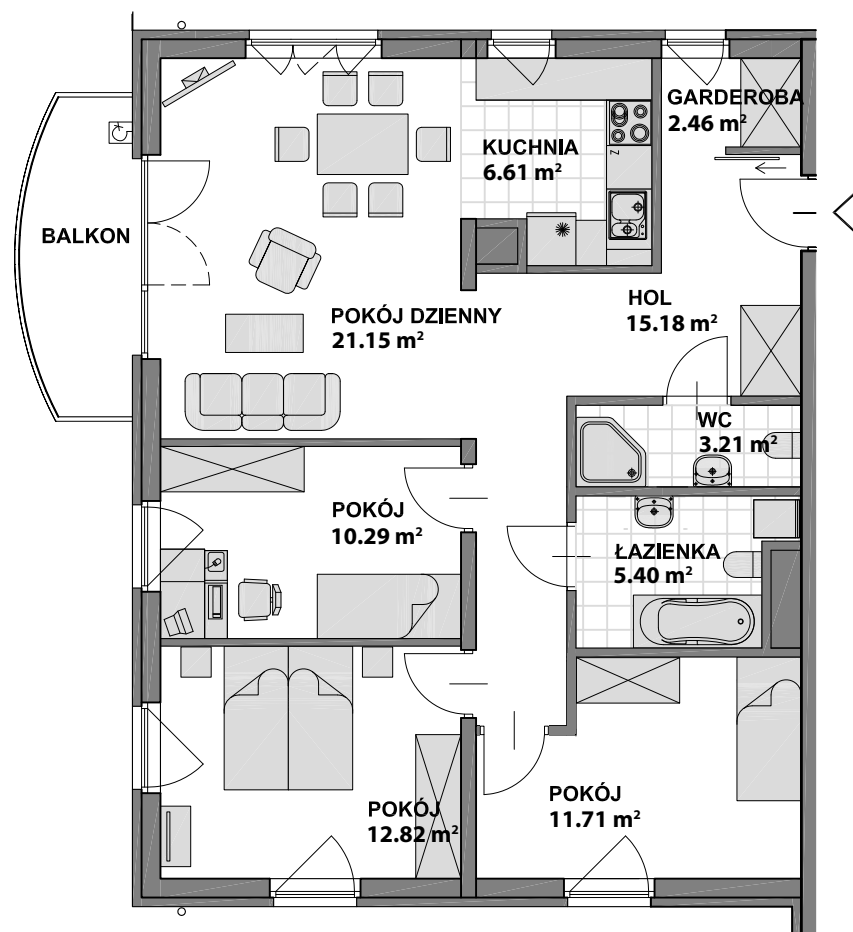 GARDEROBA
2.46 m²
KUCHNIA
6.61 m²
Z
BALKON
HOL
15.18 m²
POKÓJ DZIENNY
21.15 m²
WC
3.21 m²
POKÓJ
10.29 m²
ŁAZIENKA
5.40 m²
POKÓJ
12.82 m²
POKÓJ
11.71 m²